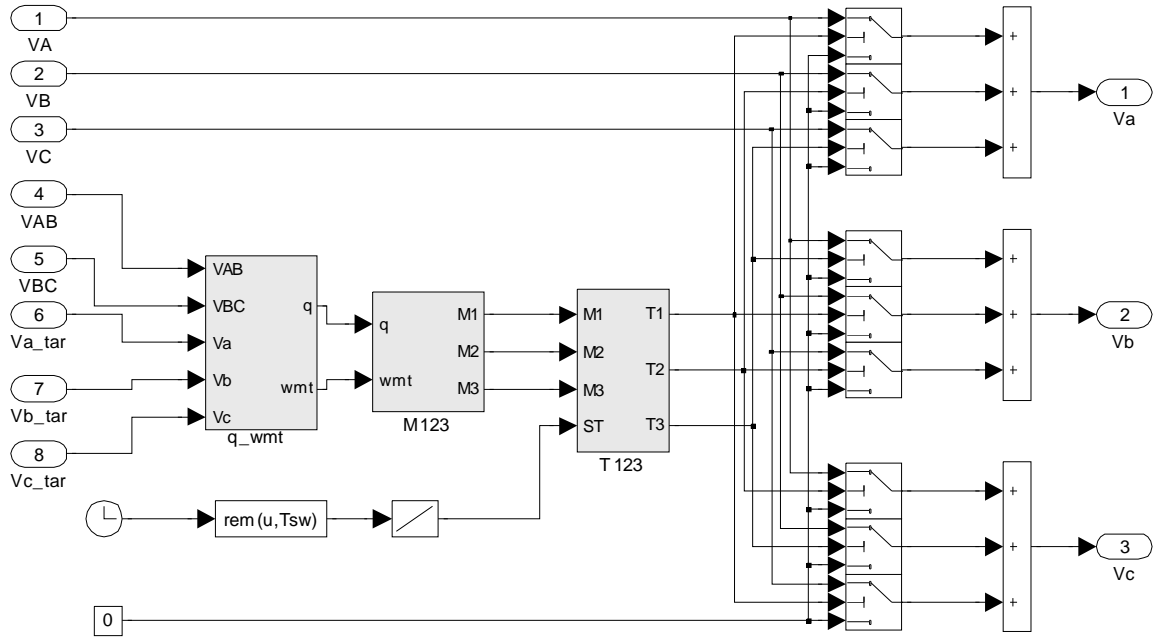 1
VA
2
VB
3
VC
4
VAB
5
VBC
6
Va_tar
7
Vb_tar
8
Vc_tar
VAB
VBC
Va
Vb
Vc
q
wmt
q_wmt
q
wmt
M1
M2
M3
M123
M1
M2
M3
ST
T1
T2
T3
T123
rem(u,Tsw)
0
+
+
+
1
Va
+
+
+
2
Vb
+
+
+
3
Vc